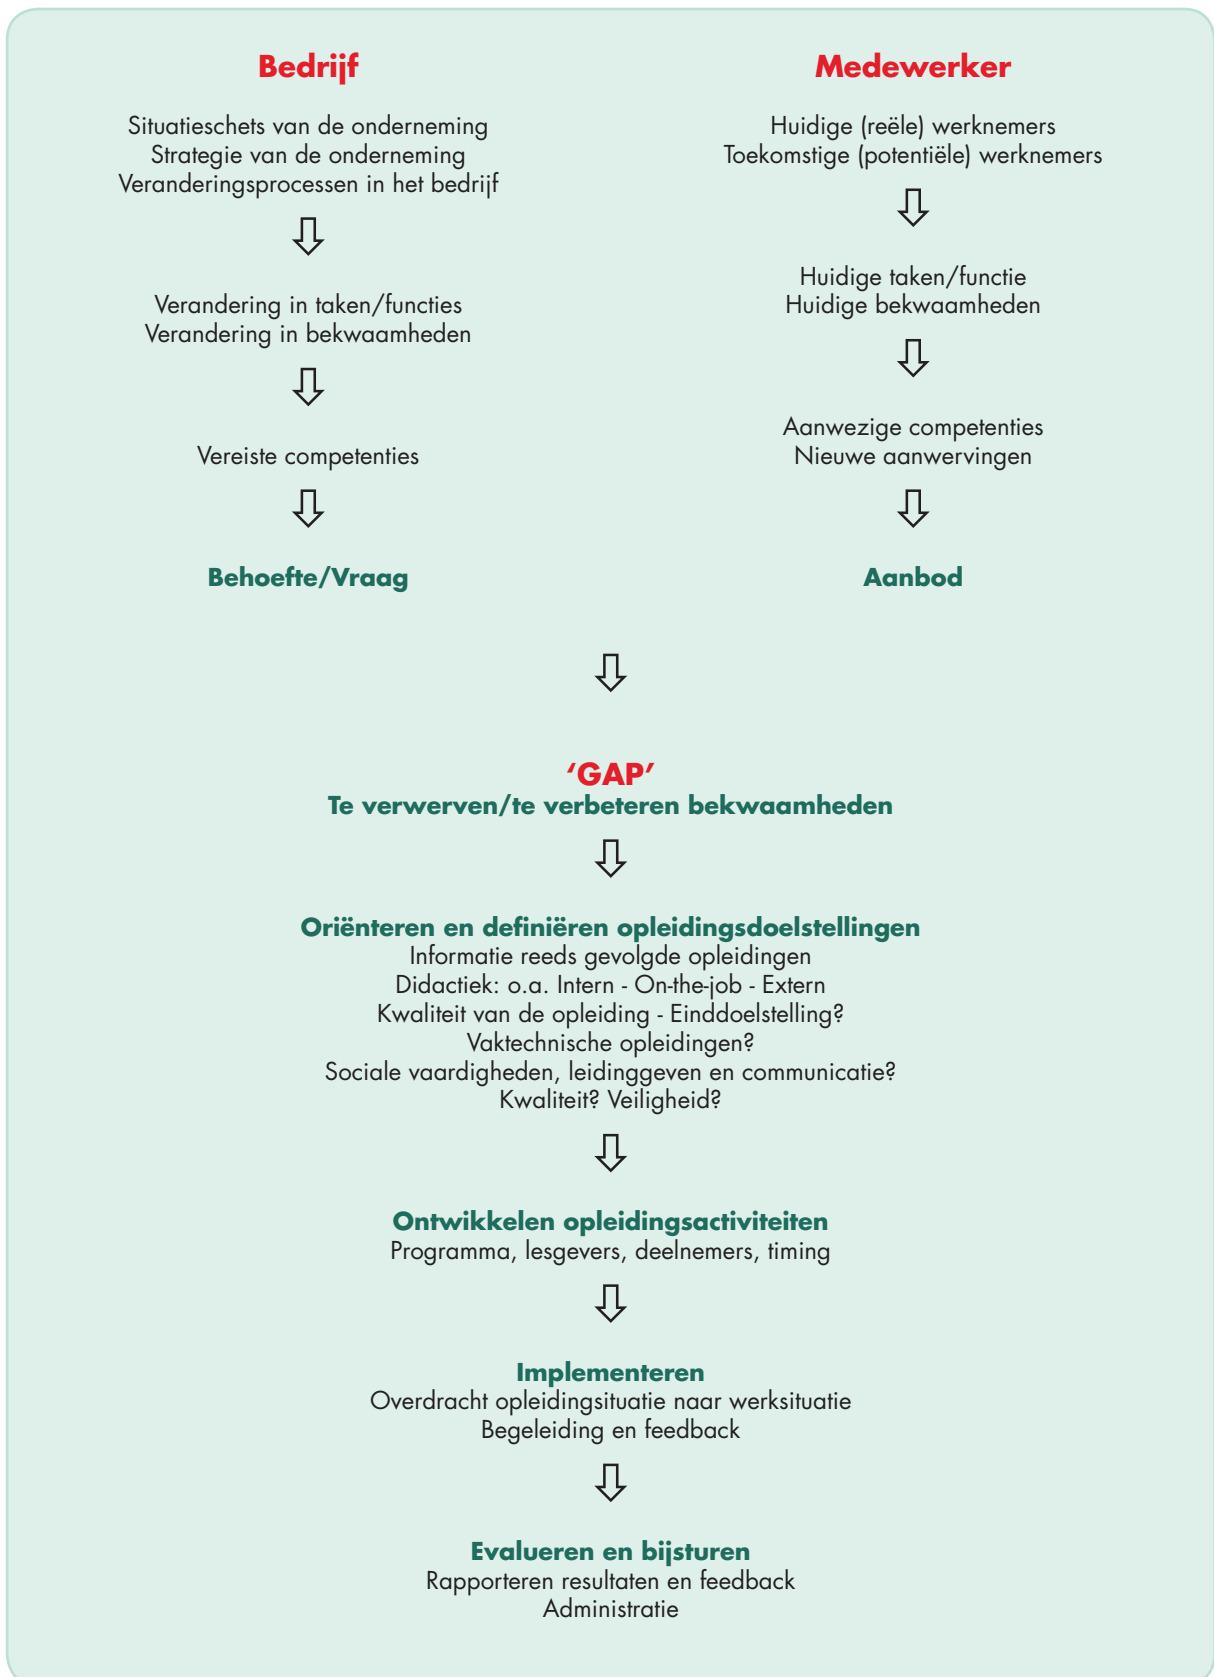 Bedrijf
Situatieschets van de onderneming
Strategie van de onderneming
Veranderingsprocessen in het bedrijf
Verandering in taken/functies
Verandering in bekwaamheden
Vereiste competenties
Behoefte/Vraag
Medewerker
Huidige (reële) werknemers
Toekomstige (potentiële) werknemers
Huidige taken/functie
Huidige bekwaamheden
Aanwezige competenties
Nieuwe aanwervingen
Aanbod
‘GAP’
Te verwerven/te verbeteren bekwaamheden
Oriënteren en definiëren opleidingsdoelstellingen
Informatie reeds gevolgde opleidingen
Didactiek: o.a. Intern - On-the-job - Extern
Kwaliteit van de opleiding - Einddoelstelling?
Vaktechnische opleidingen?
Sociale vaardigheden, leidinggeven en communicatie?
Kwaliteit? Veiligheid?
Ontwikkelen opleidingsactiviteiten
Programma, lesgevers, deelnemers, timing
Implementeren
Overdracht opleidingsituatie naar werksituatie
Begeleiding en feedback
Evalueren en bijsturen
Rapporteren resultaten en feedback
Administratie